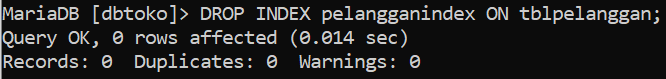 MariaDB [dbtoko]> DROP INDEX pelangganindex ON tblpelanggan;
Query OK, 0 rows affected (0.014 sec)
Records: 0  Duplicates: 0  Warnings: 0